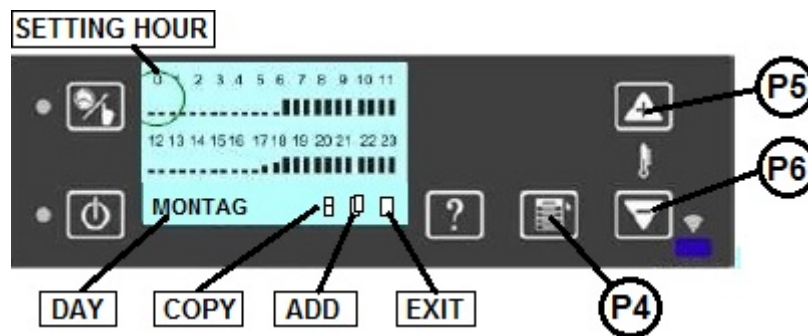 SETTING HOUR
0 1 2 3 4 5 6 7 8 9 10 11
12 13 14 15 16 17 18 19 20 21 22 23
MONTAG
?
P5
P6
DAY
COPY
ADD
EXIT
P4